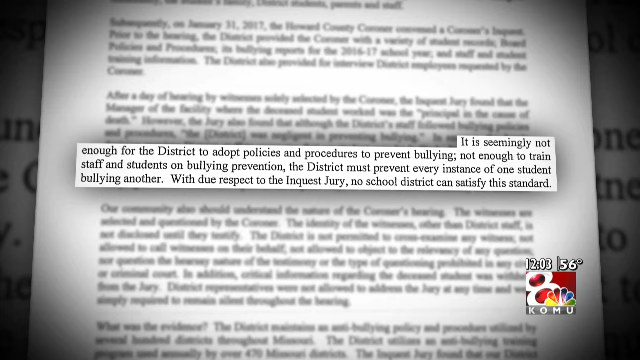 Subsequently, on January 31, 2017, the Howard County Coroner convened a Coroner's Inquest.
Prior to the hearing, the District provided the Coroner with a variety of student records; Board
Policies and Procedures; its bullying reports for the 2016-17 school year; and staff and student
training information. The District also provided for interview District employees requested by the
Coroner.
After a day of hearing by witnesses solely selected by the Coroner, the Inquest Jury found that the
Manager of the facility where the deceased student worked was the "principal in the cause of
death." However, the Jury also found that although the District's staff followed bullying policies
and procedures, "the [District] was negligent in preventing bullying."
It is seemingly not
enough for the District to adopt policies and procedures to prevent bullying; not enough to train
staff and students on bullying prevention, the District must prevent every instance of one student
bullying another. With due respect to the Inquest Jury, no school district can satisfy this standard.
Our community also should understand the nature of the Coroner's hearing. The witnesses are
selected and questioned by the Coroner. The identity of the witnesses, other than District staff, is
not disclosed until they testify. The District is not permitted to cross-examine any witness; not
allowed to call witnesses on their behalf, not allowed to object to the relevancy of any question,
nor question the hearsay nature of the testimony or the type of questioning prohibited in any
or criminal court. In addition, critical information regarding the deceased student was
from the Jury. District representatives are not allowed to address the Jury at any time and
simply required to remain silent throughout the hearing.
What was the evidence? The District maintains an anti-bullying policy and procedure utilized by
several hundred districts throughout Missouri. The District utilizes an anti-bullying training
program used annually by over 470 Missouri districts. The Inquest Jury found that our
12:03 56°
8
KOMU